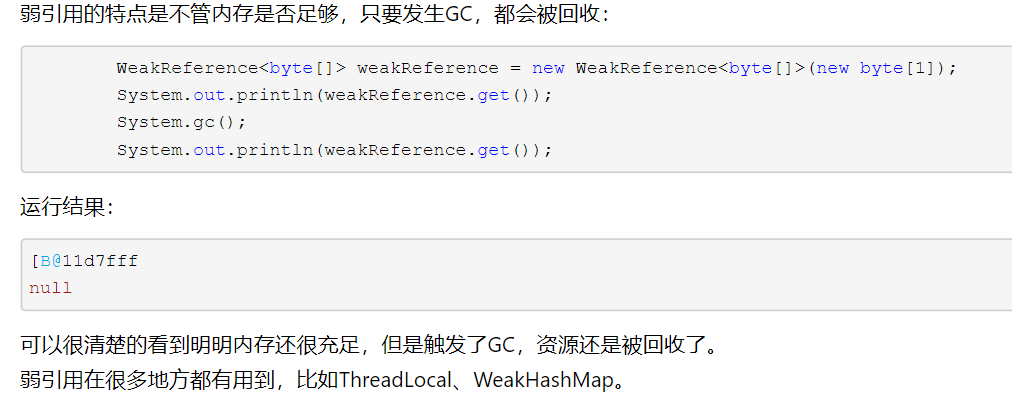 弱引用的特点是不管内存是否足够，只要发生GC，都会被回收：
WeakReference<byte[]> weakReference = new WeakReference<byte[]>(new byte[1]);
System.out.println(weakReference.get());
System.gc();
System.out.println(weakReference.get());
运行结果：
[B@11d7fff
null
可以很清楚的看到明明内存还很充足，但是触发了GC，资源还是被回收了。
弱引用在很多地方都有用到，比如ThreadLocal、WeakHashMap。